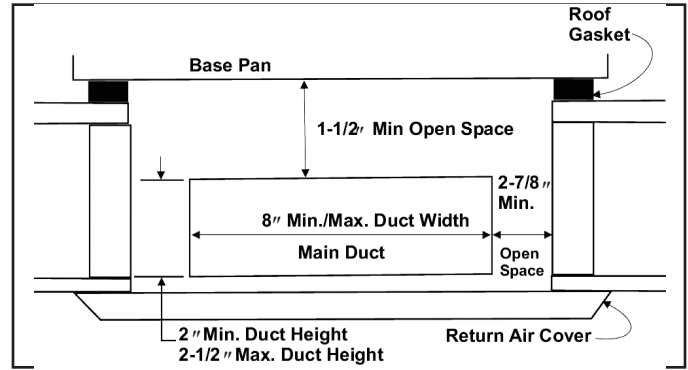 Roof
Gasket
Base Pan
1-1/2" Min Open Space
2-7/8"
Min.
8" Min./Max. Duct Width
Main Duct
Open
Space
2" Min. Duct Height
2-1/2" Max. Duct Height
Return Air Cover